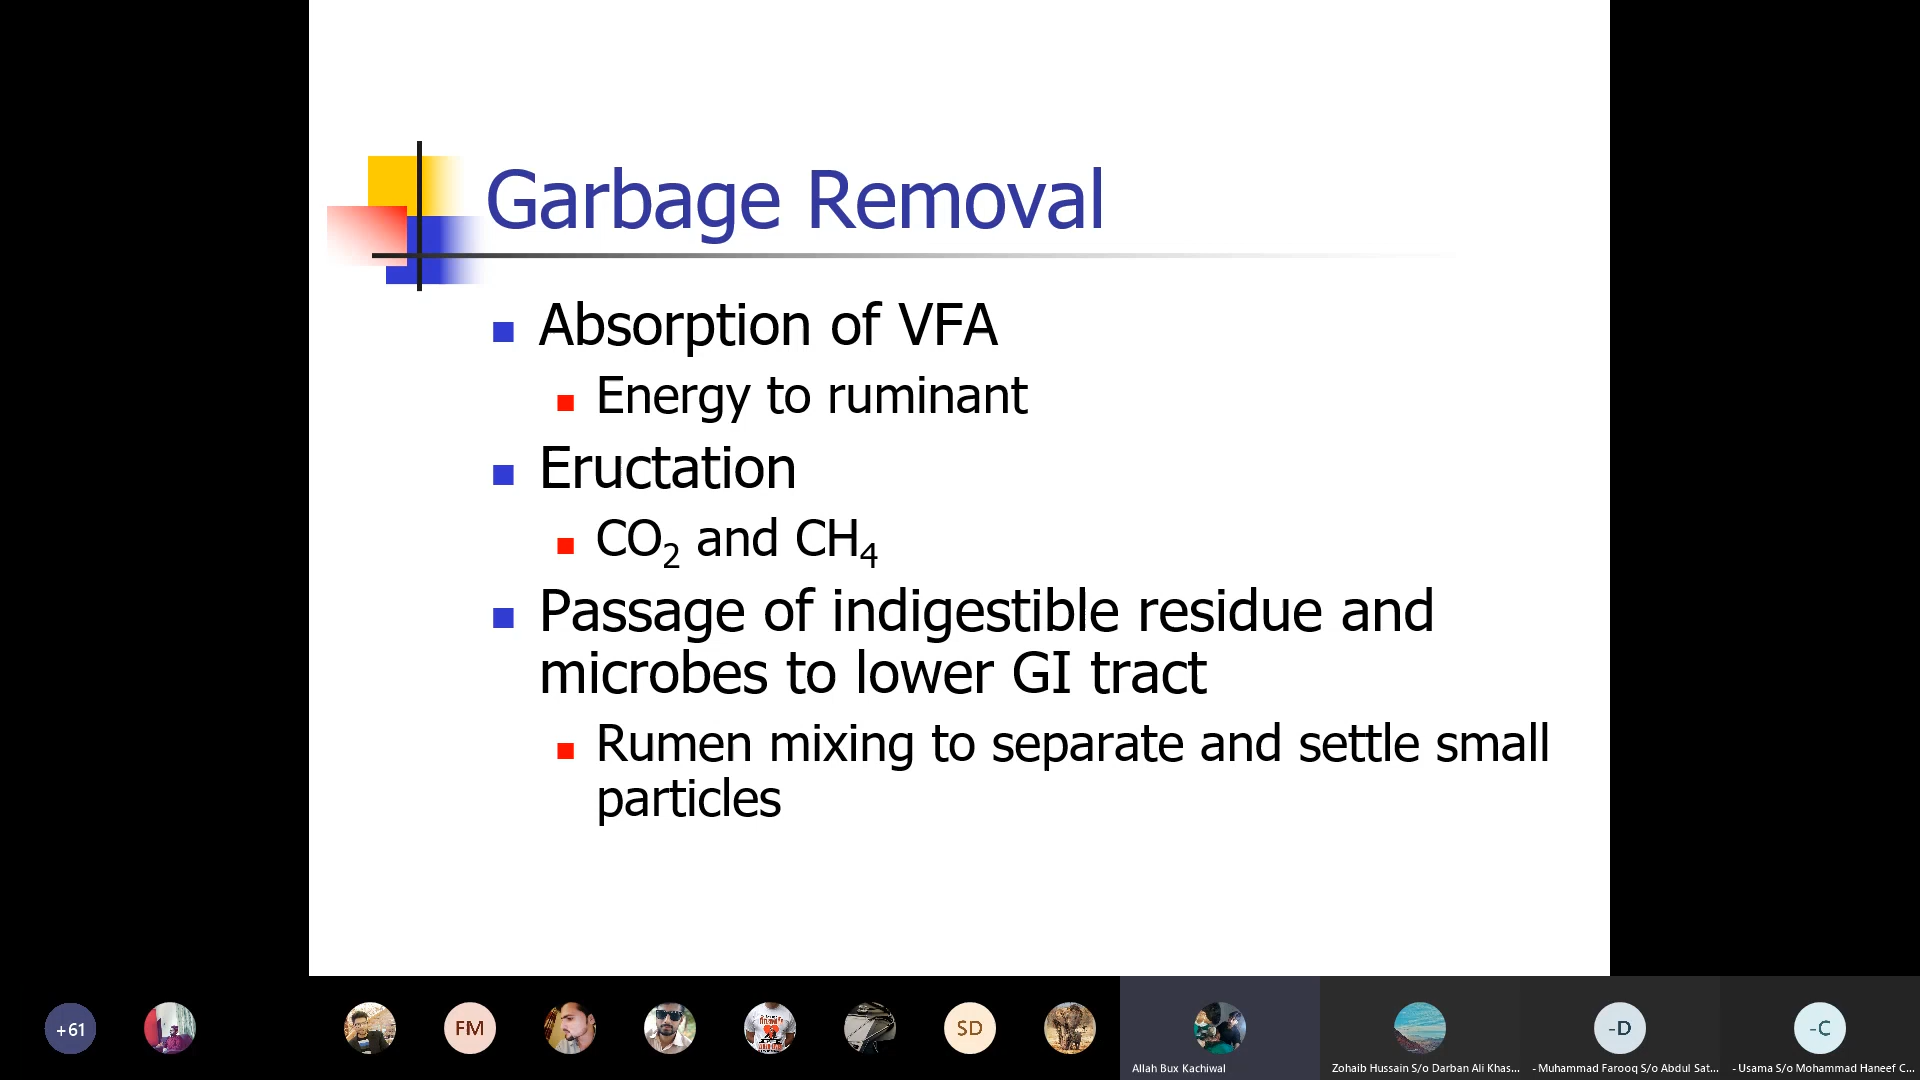 Garbage Removal
Absorption of VFA
Energy to ruminant
Eructation
CO₂ and CH₄
Passage of indigestible residue and
microbes to lower GI tract
Rumen mixing to separate and settle small
particles
+61
FM
SD
-D
-C
Allah Bux Kachiwal
Zohaib Hussain S/o Darban Ali Khas...
- Muhammad Farooq S/o Abdul Sat...
- Usama S/o Mohammad Haneef C...